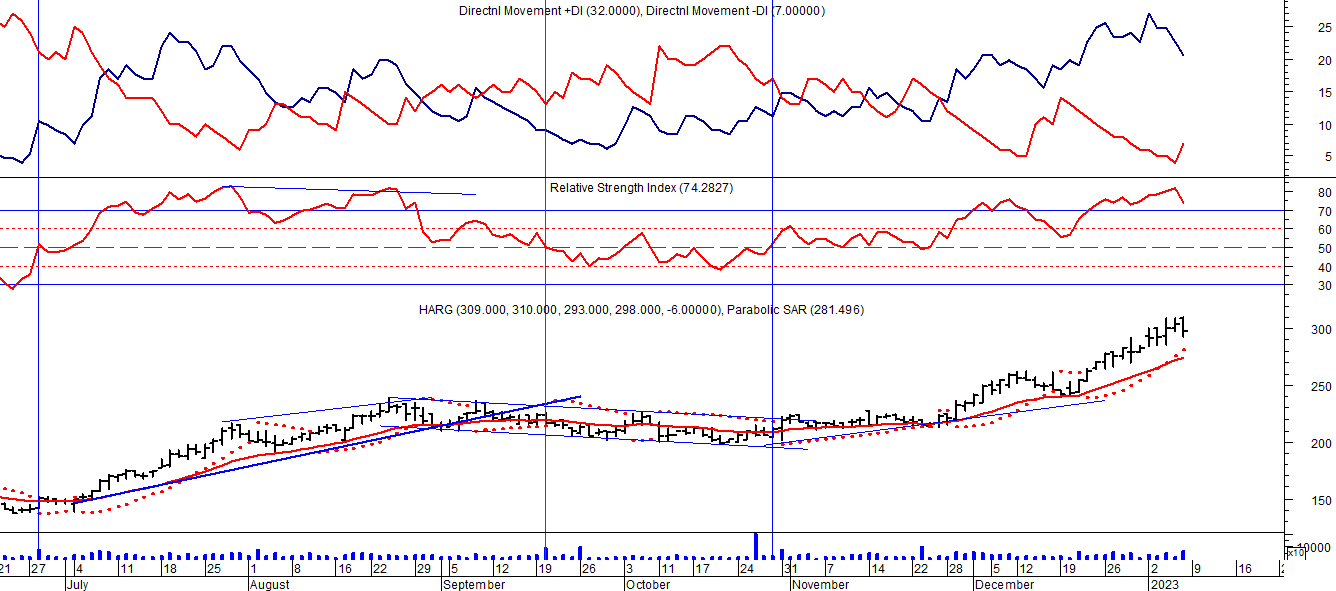 Directnl Movement +DI (32.0000), Directnl Movement -DI (7.00000)
25
20
15
10
5
Relative Strength Index (74.2827)
80
70
60
50
40
30
HARG (309.000, 310.000, 293.000, 298.000, -6.00000), Parabolic SAR (281.496)
300
250
200
150
10000
x10
21 27 4 11 18 25 1 8 16 22 29 5 12 19 26 3 11 17 24 31 7 14 22 28 5 12 19 26 2 9 16 2
July August September October November December 2023